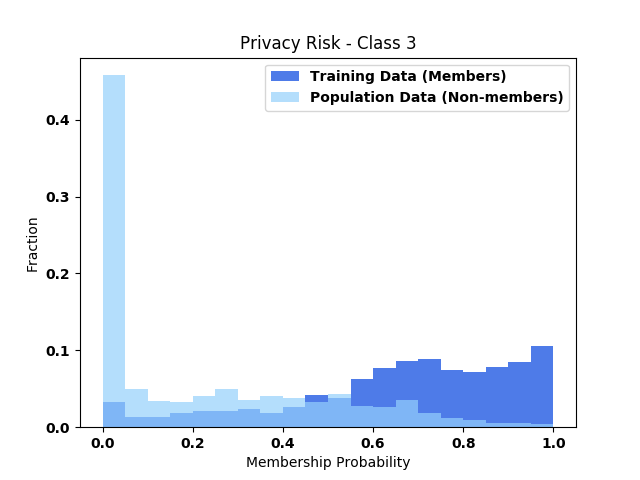 Privacy Risk - Class 3
Training Data (Members)
Population Data (Non-members)
Fraction
0.4
0.3
0.2
0.1
0.0
0.0 0.2 0.4 0.6 0.8 1.0
Membership Probability